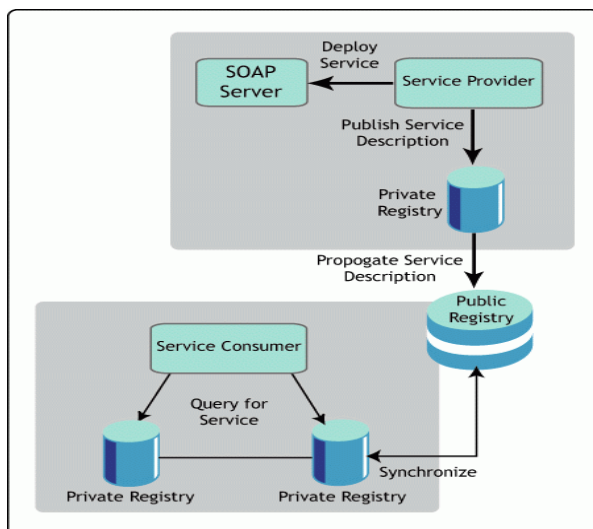 Deploy
Service
SOAP
Server
Service Provider
Publish Service
Description
Private
Registry
Propogate Service
Description
Public
Registry
Service Consumer
Query for
Service
Synchronize
Private Registry
Private Registry